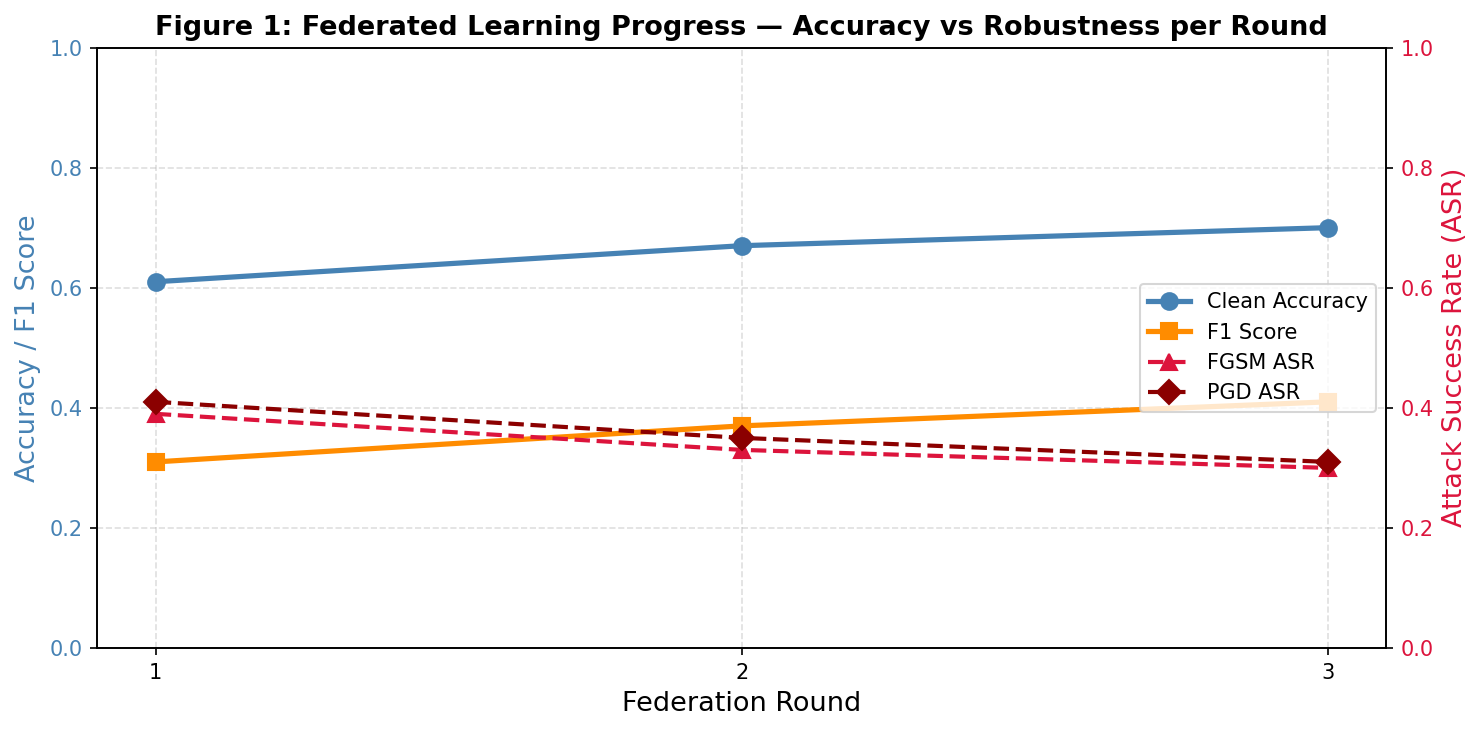 Figure 1: Federated Learning Progress — Accuracy vs Robustness per Round
Accuracy / F1 Score
1.0
0.8
0.6
0.4
0.2
0.0
Clean Accuracy
F1 Score
FGSM ASR
PGD ASR
1.0
0.8
0.6
0.4
0.2
0.0
Attack Success Rate (ASR)
1
2
3
Federation Round